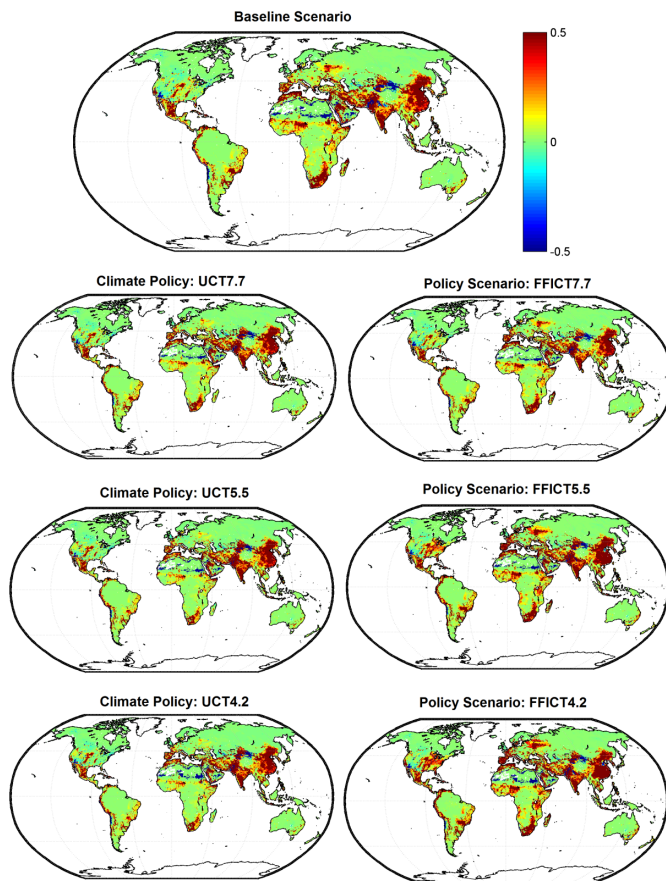 Baseline Scenario
0.5
0
-0.5
Climate Policy: UCT7.7
Policy Scenario: FFICT7.7
Climate Policy: UCT5.5
Policy Scenario: FFICT5.5
Climate Policy: UCT4.2
Policy Scenario: FFICT4.2